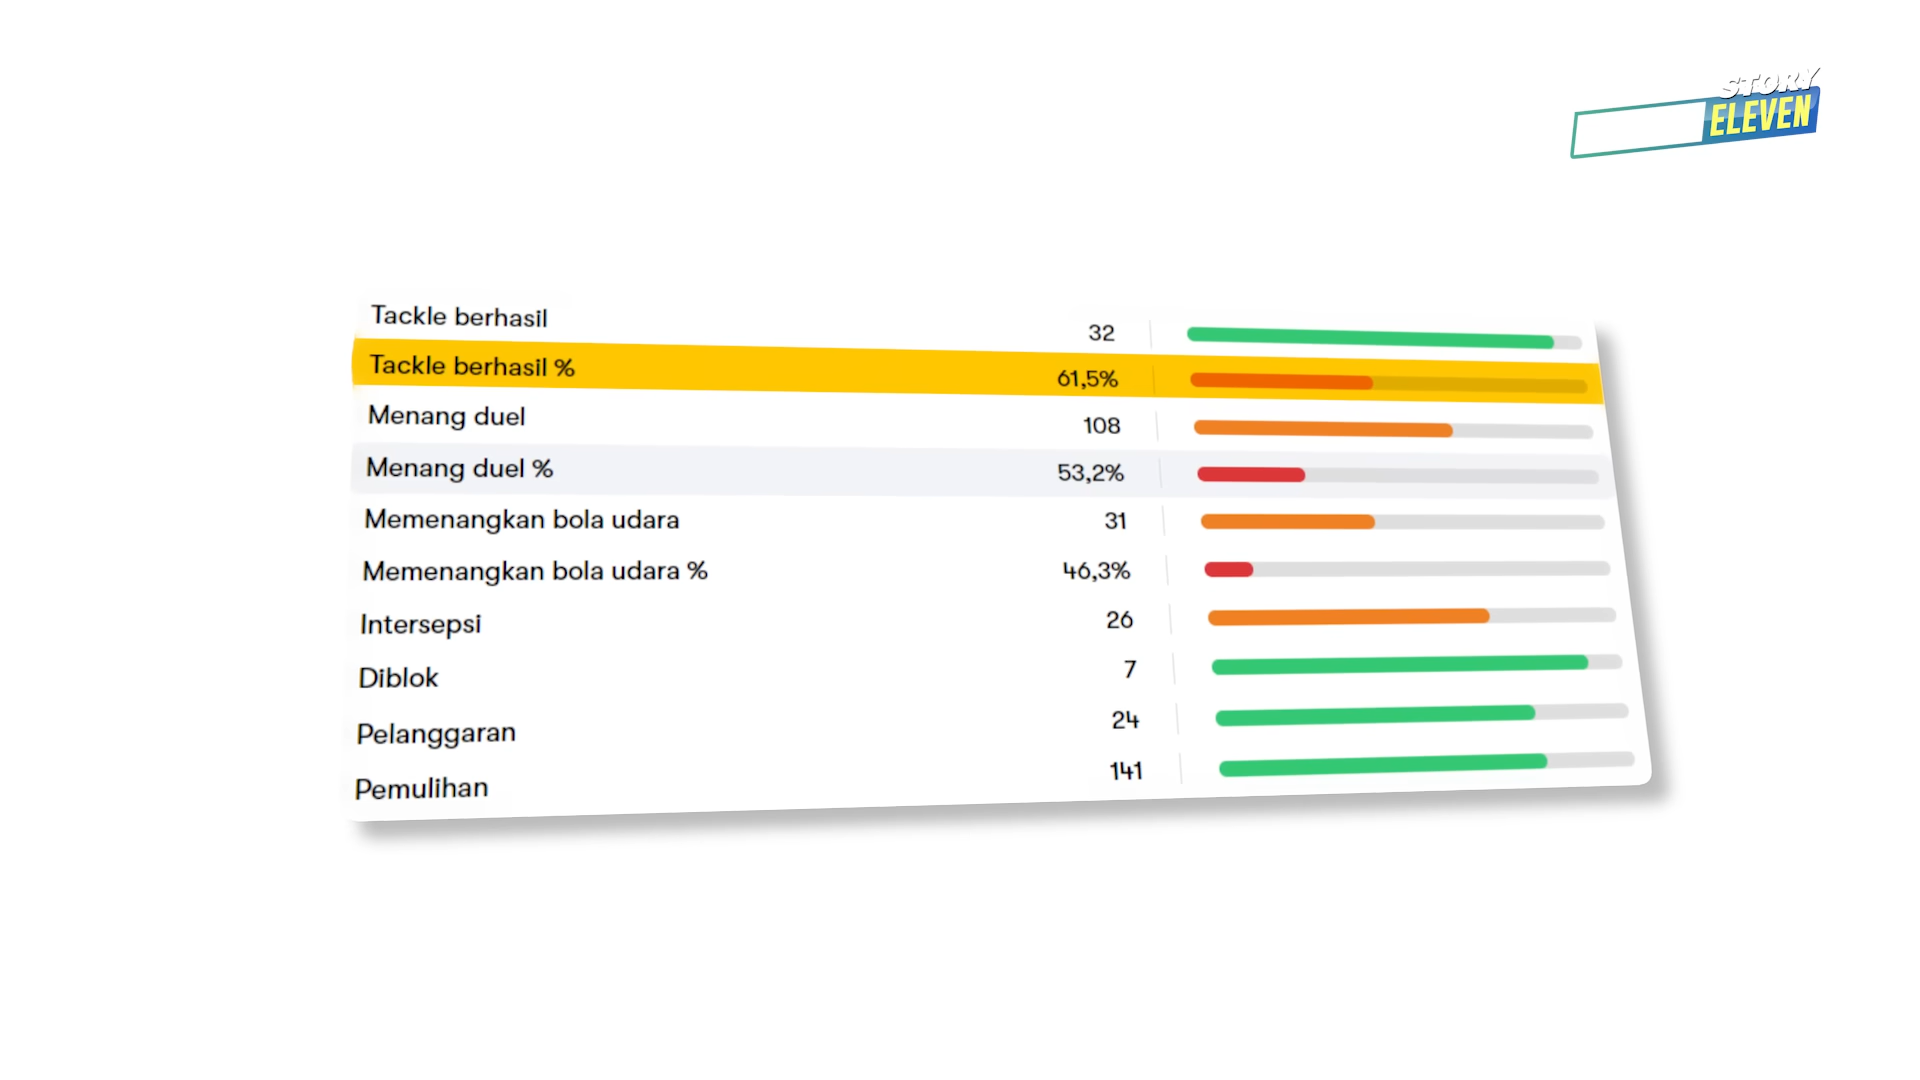 STORY
ELEVEN
Tackle berhasil 32
Tackle berhasil % 61,5%
Menang duel 108
Menang duel % 53,2%
Memenangkan bola udara 31
Memenangkan bola udara % 46,3%
Intersepsi 26
Diblok 7
Pelanggaran 24
Pemulihan 141